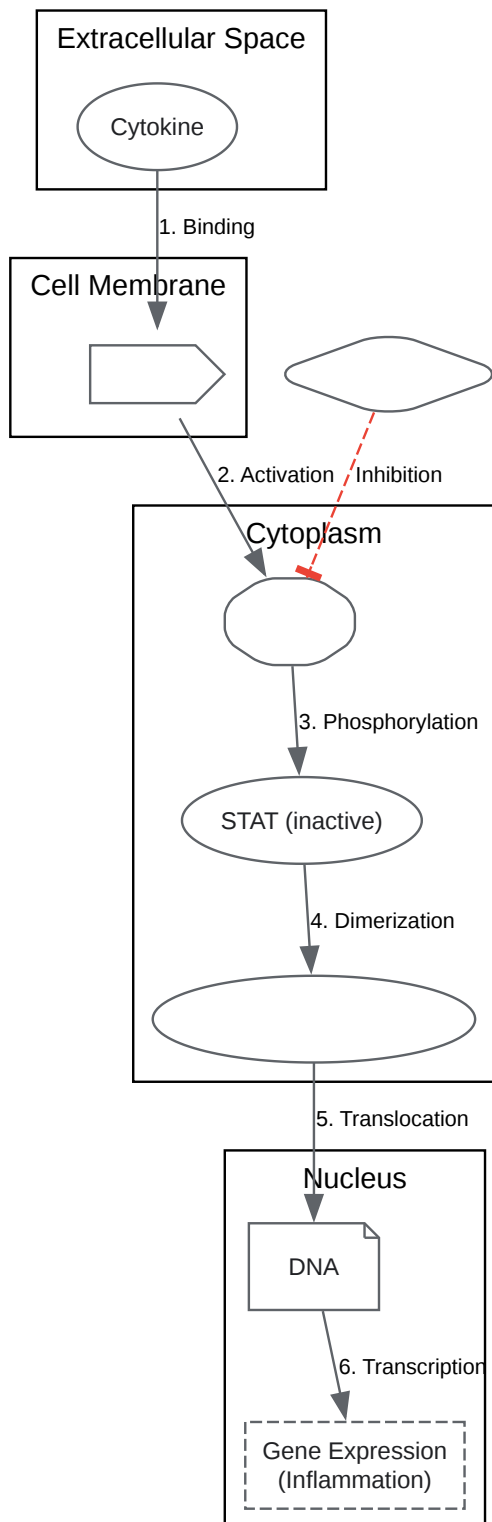 Extracellular Space
Cytokine
1. Binding
Cell Membrane
2. Activation
Inhibition
Cytoplasm
3. Phosphorylation
STAT (inactive)
4. Dimerization
5. Translocation
Nucleus
DNA
6. Transcription
Gene Expression
(Inflammation)